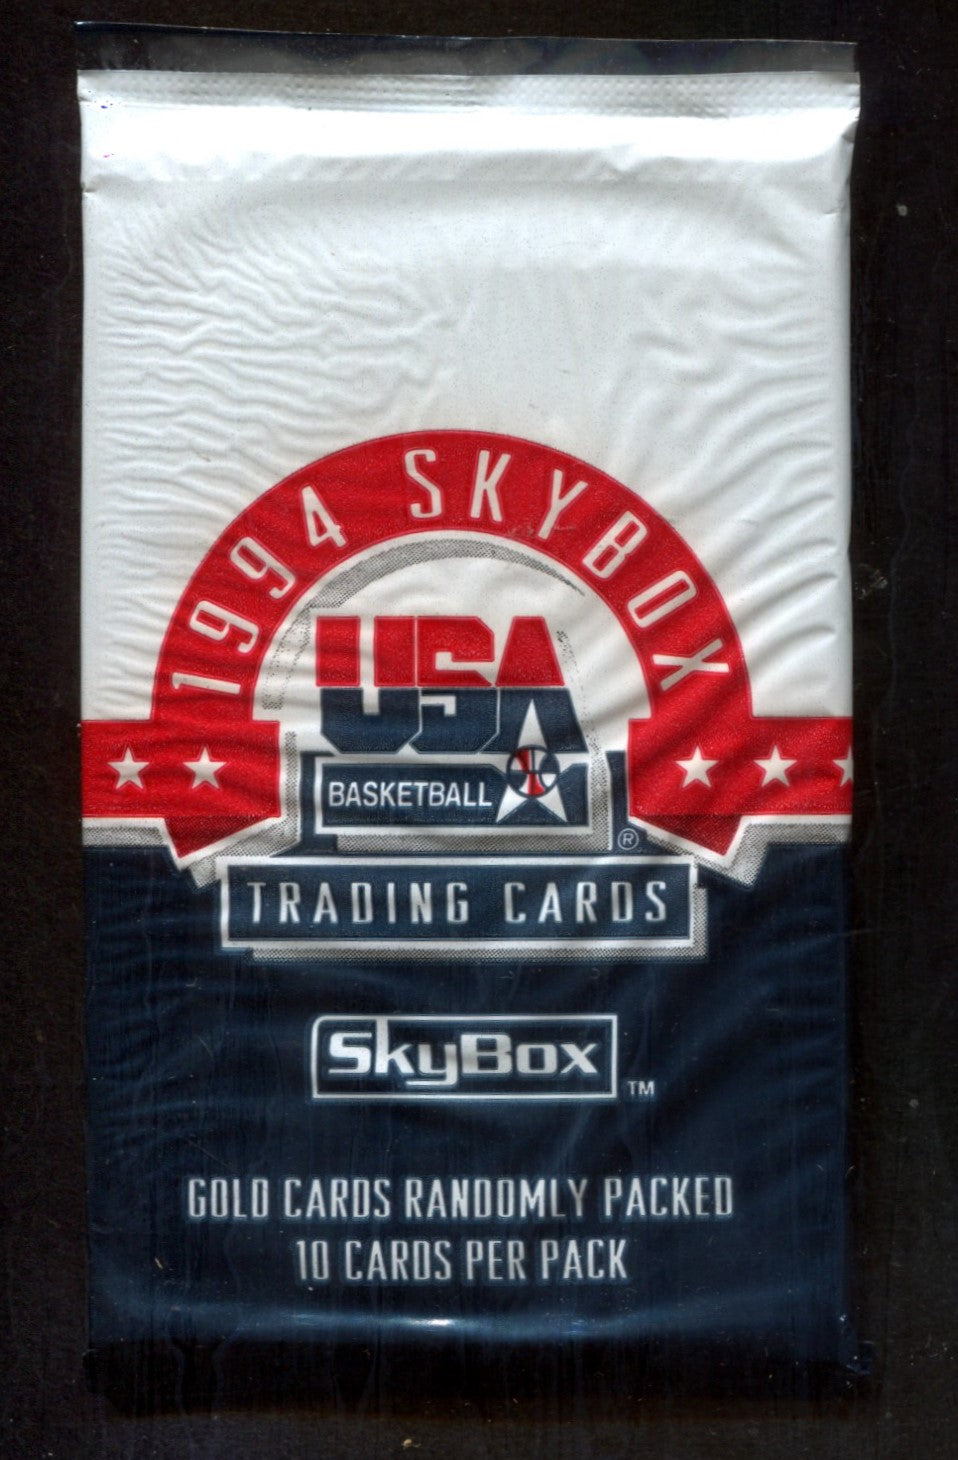 1994 SKYBOX
USA
BASKETBALL
®
TRADING CARDS
SkyBox
TM
GOLD CARDS RANDOMLY PACKED
10 CARDS PER PACK